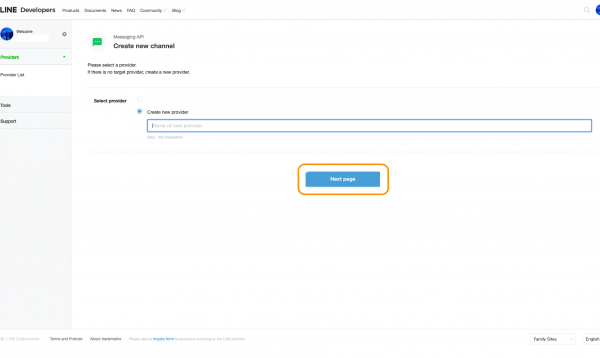 LINE Developers Products Documents News FAQ Community Blog
Welcome
Providers
Provider List
Tools
Support
Messaging API
Create new channel
Please select a provider.
If there is no target provider, create a new provider.
Select provider
Create new provider
Name of new provider
Max: 100 characters
Next page
© LINE Corporation Terms and Policies About trademarks Please use the inquiry form for problems occurring on the LINE platform. Family Sites English